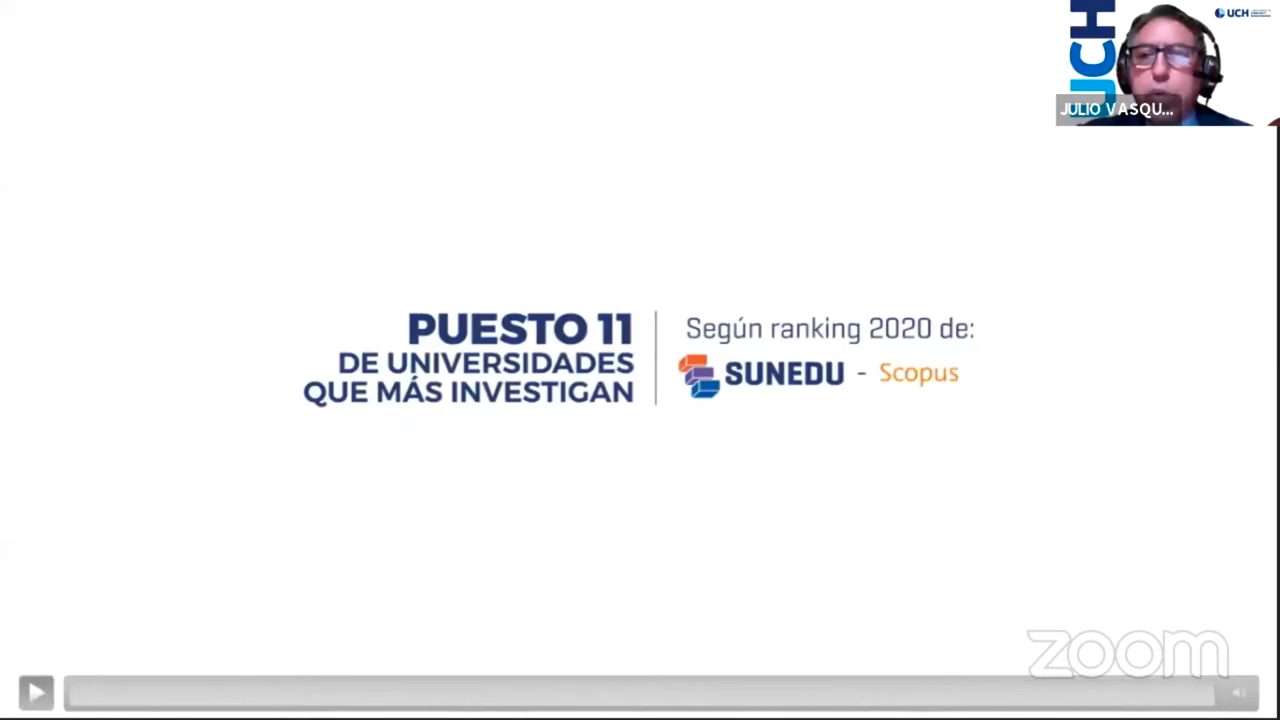 PUESTO 11
DE UNIVERSIDADES
QUE MÁS INVESTIGAN
Según ranking 2020 de:
SUNEDU - Scopus
UCH
UCH
JULIO VASQU...
zoom